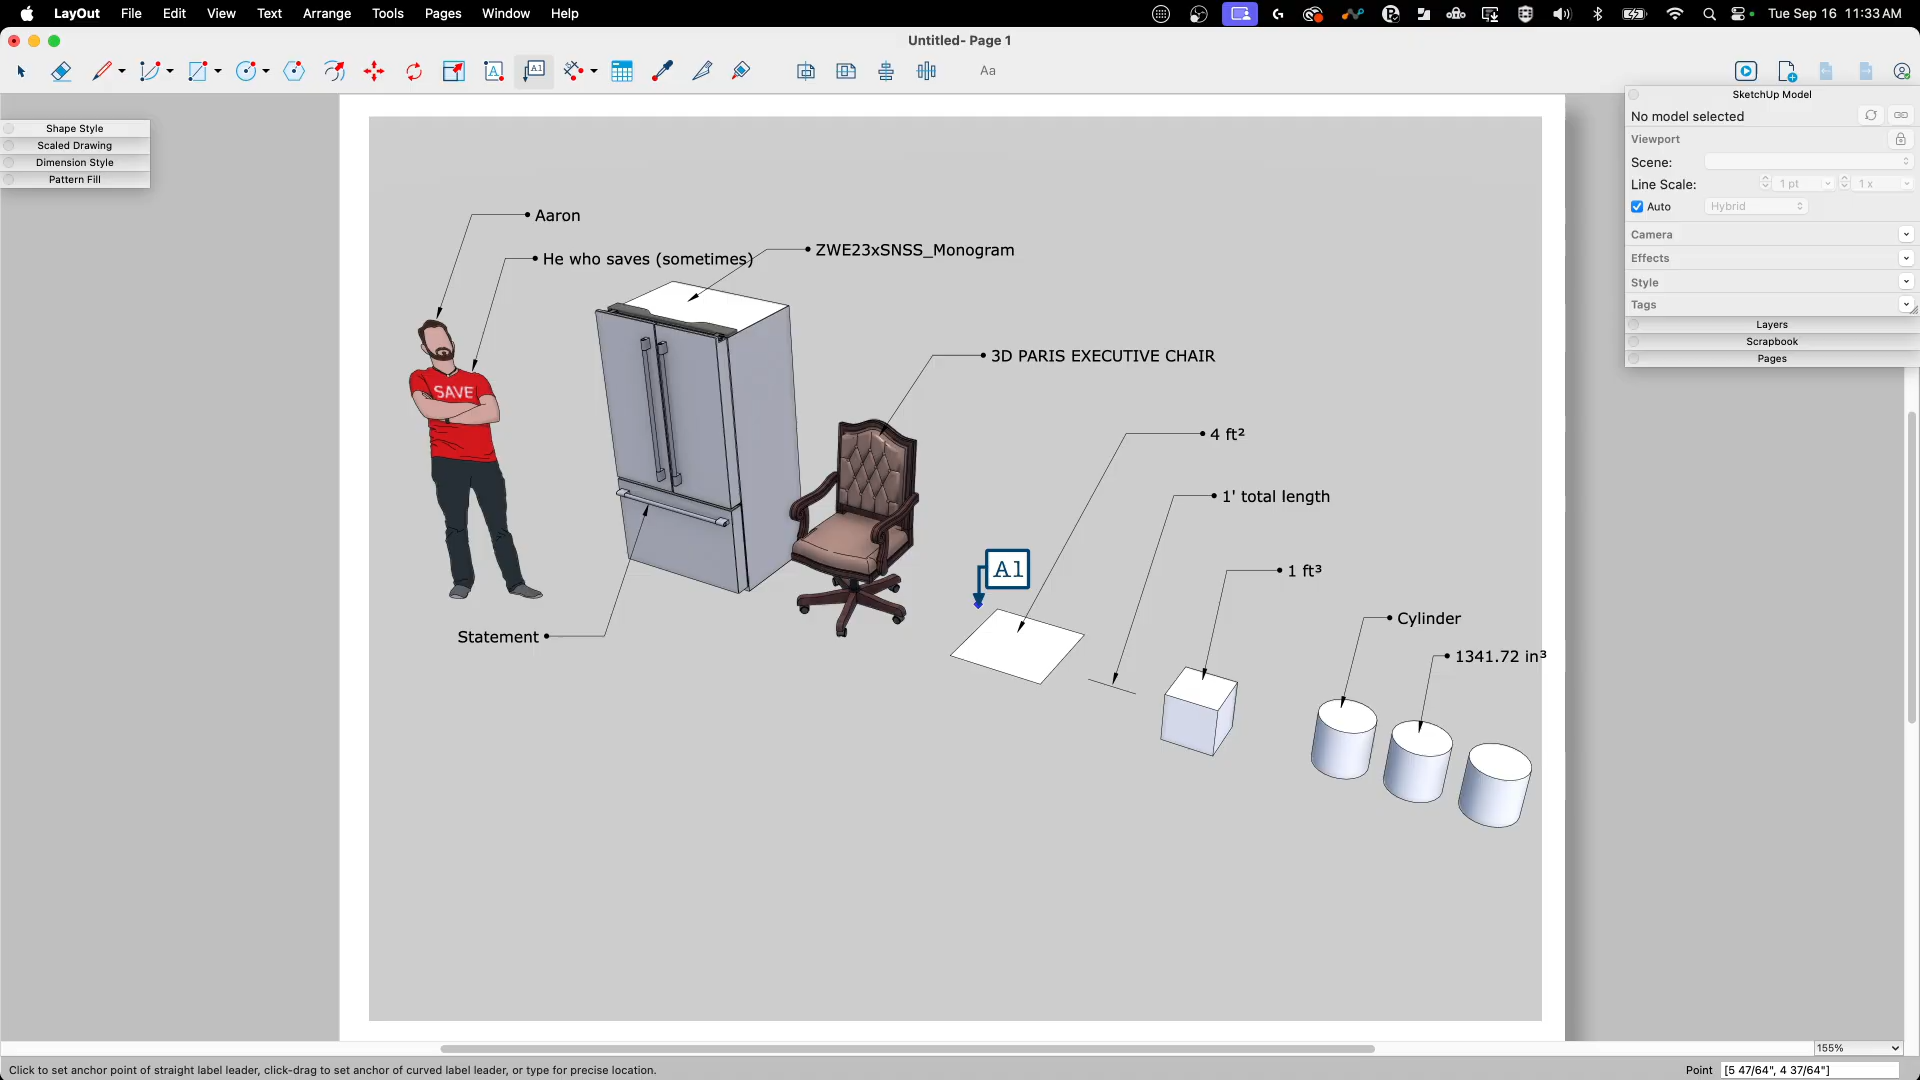 LayOut File Edit View Text Arrange Tools Pages Window Help
Tue Sep 16 11:33 AM
Untitled- Page 1
A1
A1
Aa
Shape Style
Scaled Drawing
Dimension Style
Pattern Fill
SketchUp Model
No model selected
Viewport
Scene:
Line Scale: 1 pt 1 x
Auto Hybrid
Camera
Effects
Style
Tags
Layers
Scrapbook
Pages
Aaron
He who saves (sometimes)
ZWE23xSNSS_Monogram
3D PARIS EXECUTIVE CHAIR
SAVE
4 ft²
1' total length
A1
1 ft³
Cylinder
Statement
1341.72 in³
155%
Click to set anchor point of straight label leader, click-drag to set anchor of curved label leader, or type for precise location.
Point [5 47/64", 4 37/64"]